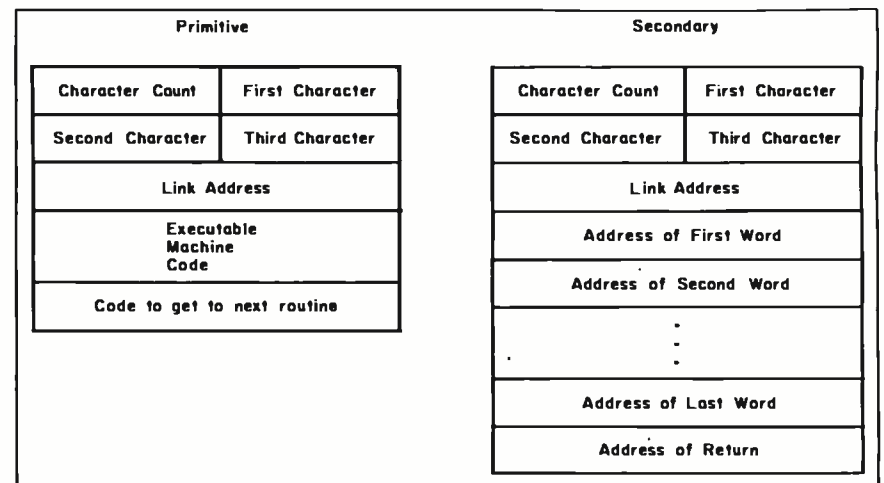 Primitive
Character Count
First Character
Second Character
Third Character
Link Address
Executable
Machine
Code
Code to get to next routine
Secondary
Character Count
First Character
Second Character
Third Character
Link Address
Address of First Word
Address of Second Word
Address of Last Word
Address of Return